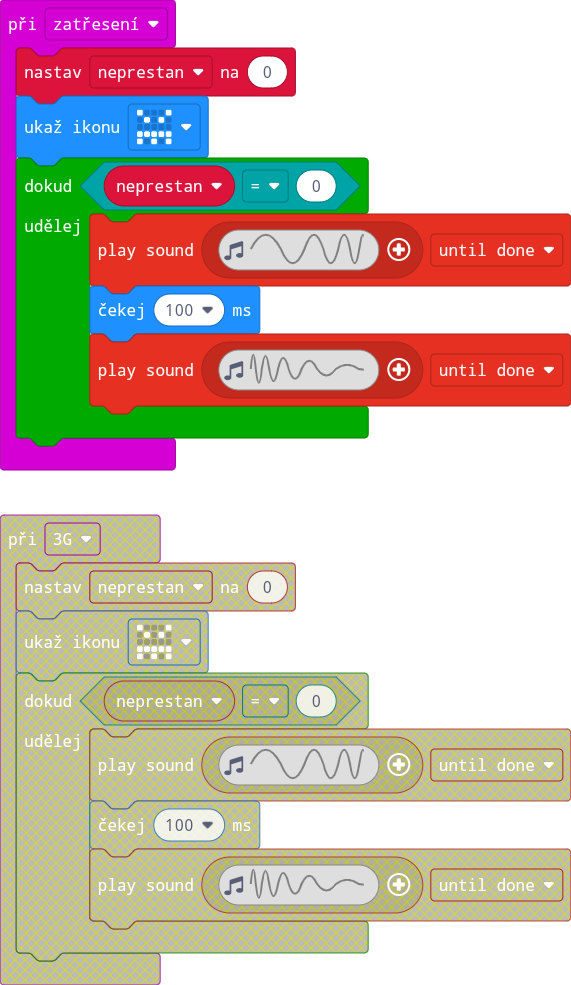 při zatřesení
nastav neprestan na 0
ukaž ikonu
dokud neprestan = 0
udělej
play sound until done
čekej 100 ms
play sound until done
při 3G
nastav neprestan na 0
ukaž ikonu
dokud neprestan = 0
udělej
play sound until done
čekej 100 ms
play sound until done